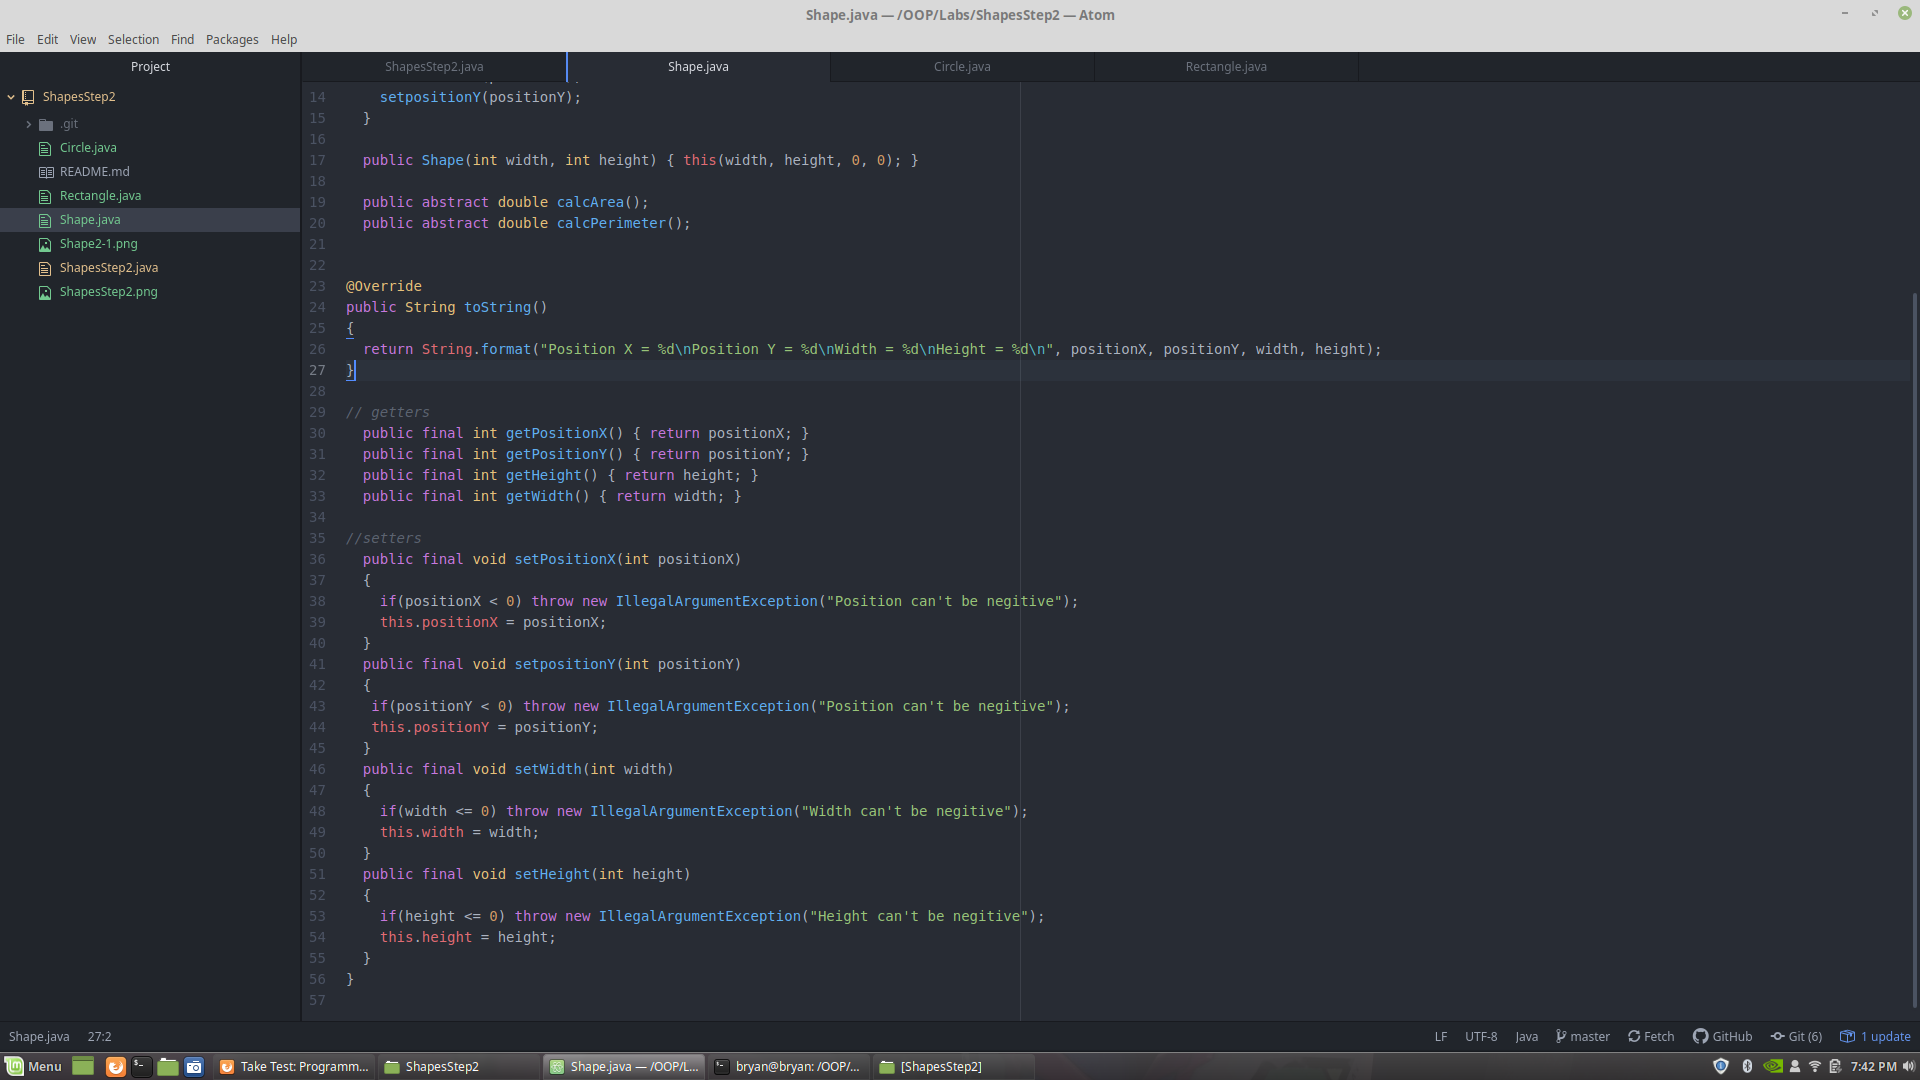 Shape.java — /OOP/Labs/ShapesStep2 — Atom
File Edit View Selection Find Packages Help
Project
ShapesStep2
.git
Circle.java
README.md
Rectangle.java
Shape.java
Shape2-1.png
ShapesStep2.java
ShapesStep2.png
ShapesStep2.java Shape.java Circle.java Rectangle.java
14 setpositionY(positionY);
15 }
16
17 public Shape(int width, int height) { this(width, height, 0, 0); }
18
19 public abstract double calcArea();
20 public abstract double calcPerimeter();
21
22
23 @Override
24 public String toString()
25 {
26 return String.format("Position X = %d\nPosition Y = %d\nWidth = %d\nHeight = %d\n", positionX, positionY, width, height);
27 }
28
29 // getters
30 public final int getPositionX() { return positionX; }
31 public final int getPositionY() { return positionY; }
32 public final int getHeight() { return height; }
33 public final int getWidth() { return width; }
34
35 //setters
36 public final void setPositionX(int positionX)
37 {
38 if(positionX < 0) throw new IllegalArgumentException("Position can't be negitive");
39 this.positionX = positionX;
40 }
41 public final void setpositionY(int positionY)
42 {
43 if(positionY < 0) throw new IllegalArgumentException("Position can't be negitive");
44 this.positionY = positionY;
45 }
46 public final void setWidth(int width)
47 {
48 if(width <= 0) throw new IllegalArgumentException("Width can't be negitive");
49 this.width = width;
50 }
51 public final void setHeight(int height)
52 {
53 if(height <= 0) throw new IllegalArgumentException("Height can't be negitive");
54 this.height = height;
55 }
56 }
57
Shape.java 27:2 LF UTF-8 Java master Fetch GitHub Git (6) 1 update
Menu Take Test: Programm... ShapesStep2 Shape.java — /OOP/L... bryan@bryan: /OOP/... [ShapesStep2] 7:42 PM